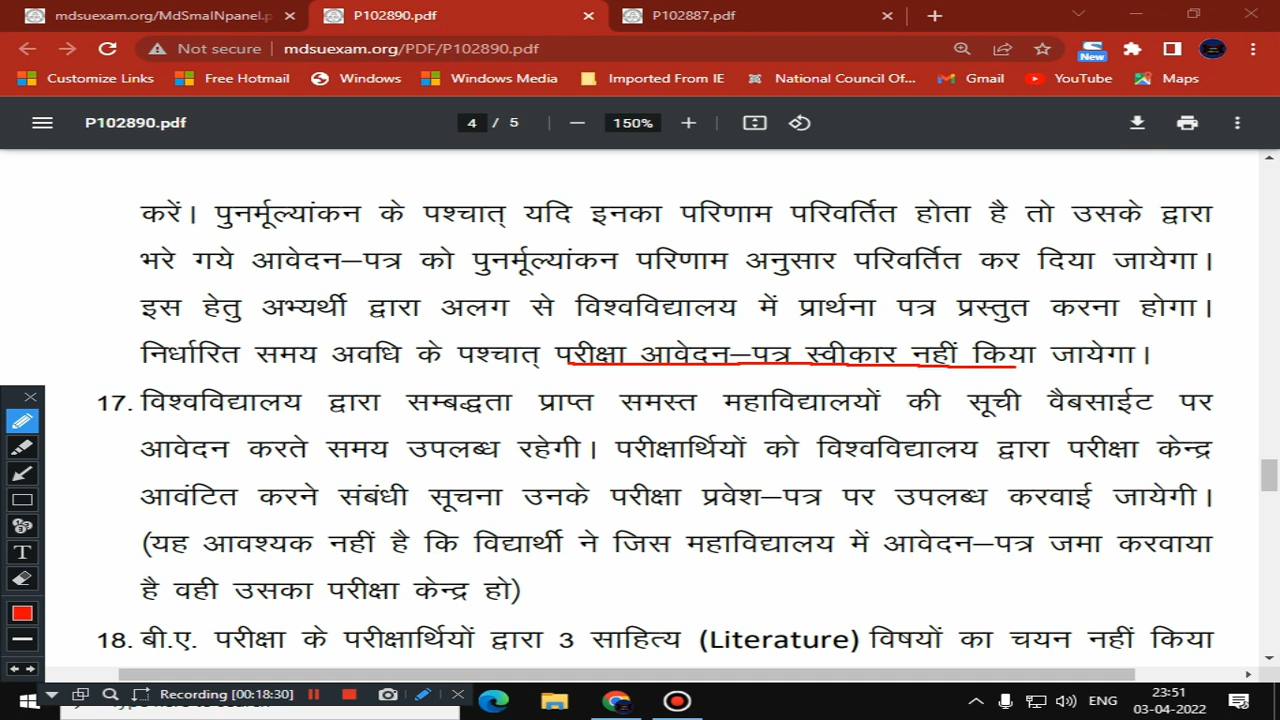 mdsuexam.org/MdSmaINpanel.p
P102890.pdf
P102887.pdf
Not secure
mdsuexam.org/PDF/P102890.pdf
New
Customize Links
Free Hotmail
Windows
Windows Media
Imported From IE
National Council Of...
Gmail
YouTube
Maps
P102890.pdf
4 / 5
150%
करें। पुनर्मूल्यांकन के पश्चात् यदि इनका परिणाम परिवर्तित होता है तो उसके द्वारा
भरे गये आवेदन–पत्र को पुनर्मूल्यांकन परिणाम अनुसार परिवर्तित कर दिया जायेगा।
इस हेतु अभ्यर्थी द्वारा अलग से विश्वविद्यालय में प्रार्थना पत्र प्रस्तुत करना होगा।
निर्धारित समय अवधि के पश्चात् परीक्षा आवेदन–पत्र स्वीकार नहीं किया जायेगा।
17. विश्वविद्यालय द्वारा सम्बद्धता प्राप्त समस्त महाविद्यालयों की सूची वैबसाईट पर
आवेदन करते समय उपलब्ध रहेगी। परीक्षार्थियों को विश्वविद्यालय द्वारा परीक्षा केन्द्र
आवंटित करने संबंधी सूचना उनके परीक्षा प्रवेश–पत्र पर उपलब्ध करवाई जायेगी।
(यह आवश्यक नहीं है कि विद्यार्थी ने जिस महाविद्यालय में आवेदन–पत्र जमा करवाया
है वही उसका परीक्षा केन्द्र हो)
18. बी.ए. परीक्षा के परीक्षार्थियों द्वारा 3 साहित्य (Literature) विषयों का चयन नहीं किया
T
Recording [00:18:30]
ENG
23:51
03-04-2022